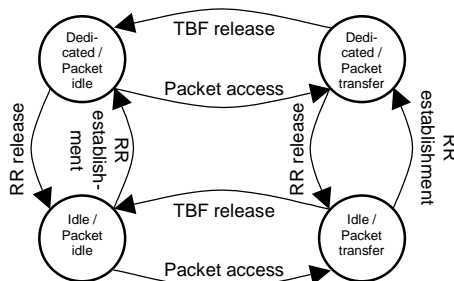 TBF release
Dedi-
cated /
Packet
idle
Dedi-
cated /
Packet
transfer
Packet access
RR release
RR
establish-
ment
RR release
RR
establishment
Idle /
Packet
idle
TBF release
Idle /
Packet
transfer
Packet access